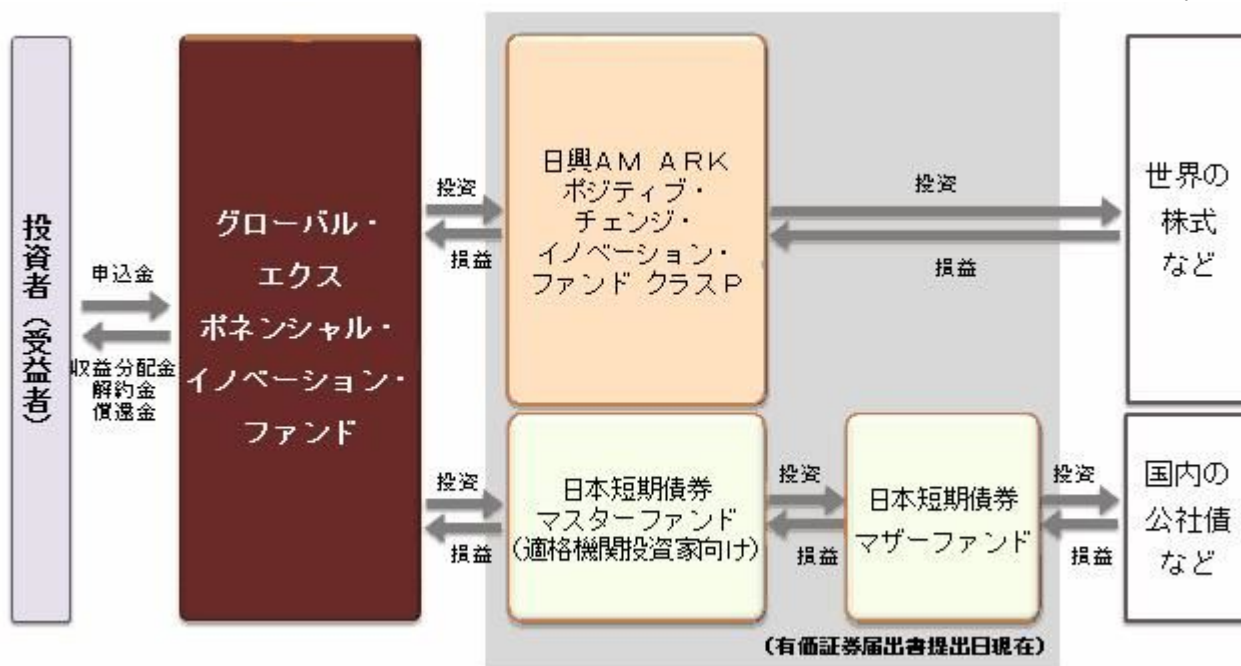 投資者（受益者）
申込金
収益分配金
解約金
償還金
グローバル・
エクス
ポネンシャル・
イノベーション・
ファンド
投資
損益
日興ＡＭ ＡＲＫ
ポジティブ・
チェンジ・
イノベーション・
ファンド クラスＰ
投資
損益
世界の
株式
など
投資
損益
日本短期債券
マスターファンド
（適格機関投資家向け）
投資
損益
日本短期債券
マザーファンド
投資
損益
国内の
公社債
など
（有価証券届出書提出日現在）